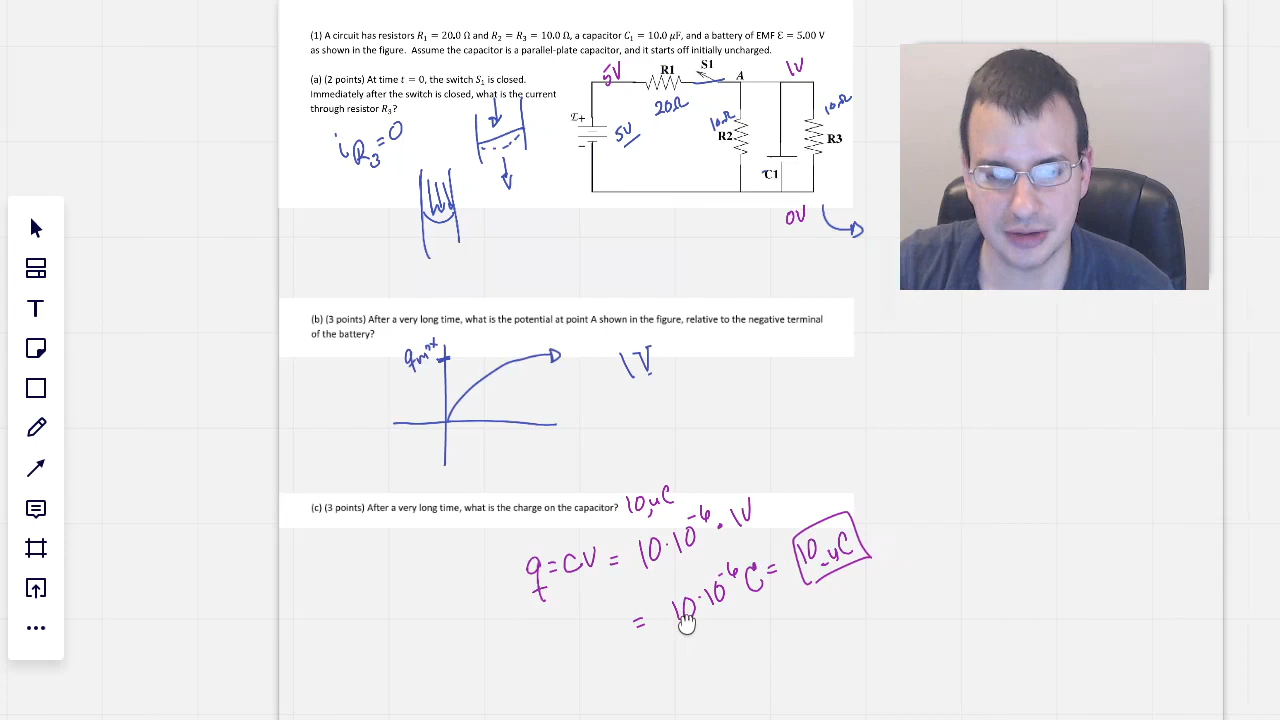 (1) A circuit has resistors R₁ = 20.0 Ω and R₂ = R₃ = 10.0 Ω, a capacitor C₁ = 10.0 μF, and a battery of EMF Ɛ = 5.00 V
as shown in the figure. Assume the capacitor is a parallel-plate capacitor, and it starts off initially uncharged.
(a) (2 points) At time t = 0, the switch S₁ is closed.
Immediately after the switch is closed, what is the current
through resistor R₃?
i R₃ = 0
5V
R1
S1
A
1V
20Ω
10Ω
10Ω
Ɛ+
5V
R2
R3
C1
0V
(b) (3 points) After a very long time, what is the potential at point A shown in the figure, relative to the negative terminal
of the battery?
qmax
1V
(c) (3 points) After a very long time, what is the charge on the capacitor? 10 μC
q = CV = 10·10⁻⁶ · 1V
= 10·10⁻⁶ C = 10 μC
T